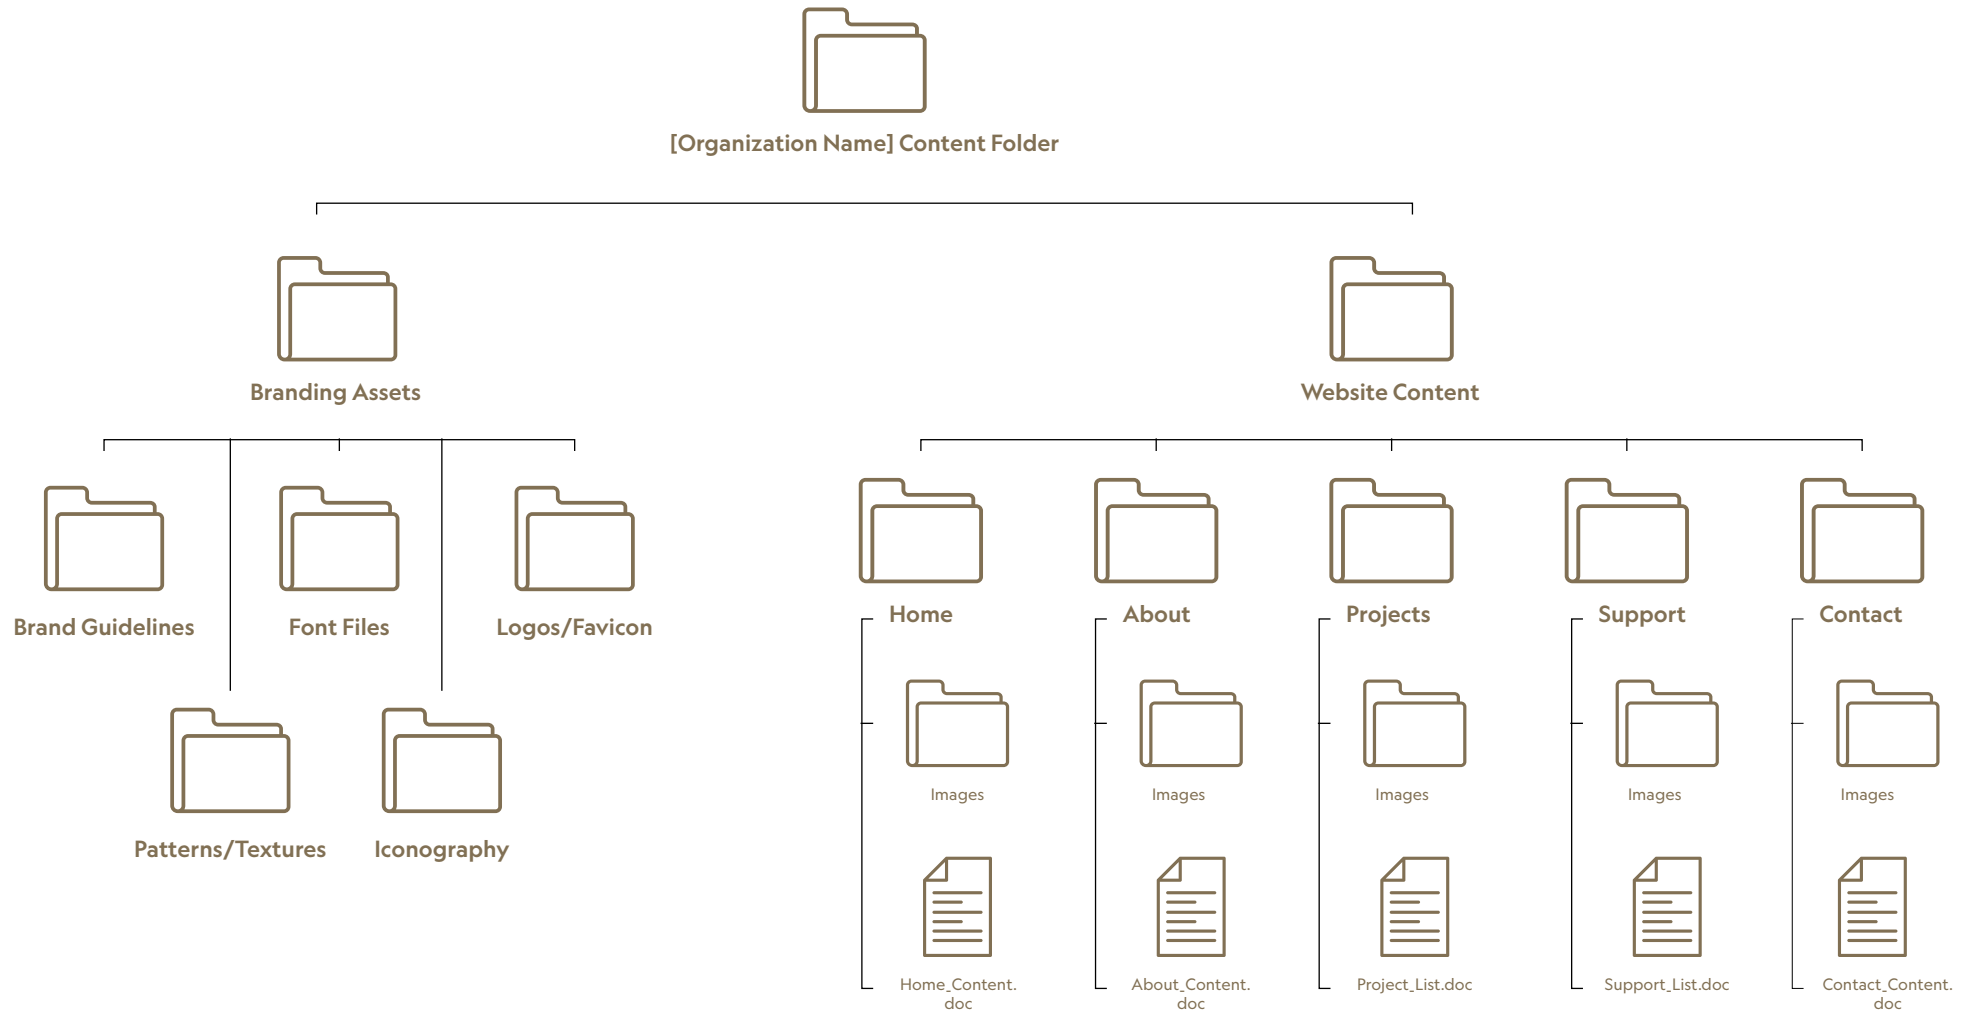 [Organization Name] Content Folder
Branding Assets
Website Content
Brand Guidelines
Font Files
Logos/Favicon
Patterns/Textures
Iconography
Home
About
Projects
Support
Contact
Images
Images
Images
Images
Images
Home_Content.
doc
About_Content.
doc
Project_List.doc
Support_List.doc
Contact_Content.
doc